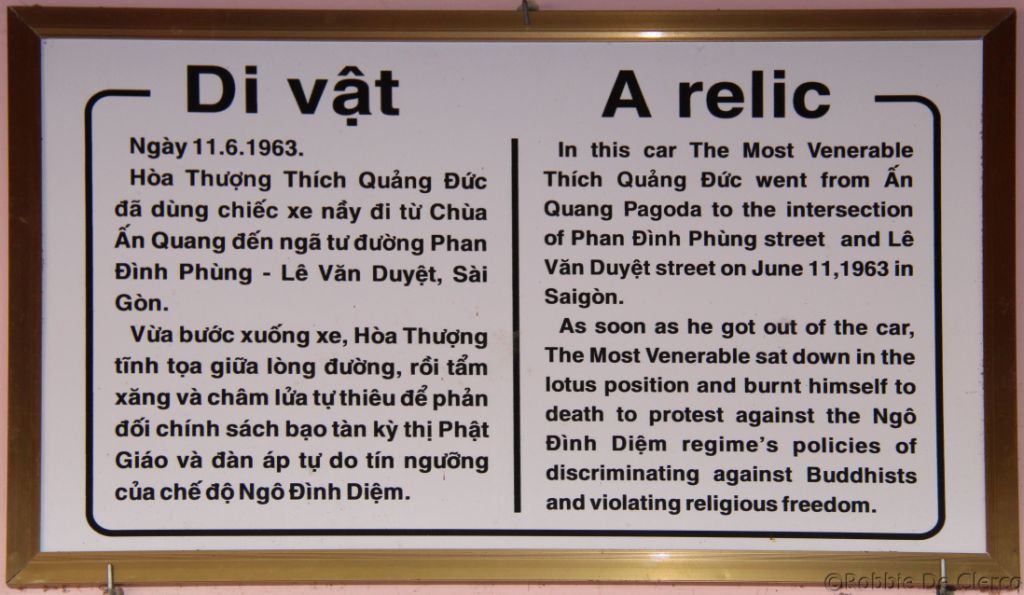 Di vật
Ngày 11.6.1963.
Hòa Thượng Thích Quảng Đức
đã dùng chiếc xe nầy đi từ Chùa
Ấn Quang đến ngã tư đường Phan
Đình Phùng - Lê Văn Duyệt, Sài
Gòn.
Vừa bước xuống xe, Hòa Thượng
tĩnh tọa giữa lòng đường, rồi tẩm
xăng và châm lửa tự thiêu để phản
đối chính sách bạo tàn kỳ thị Phật
Giáo và đàn áp tự do tín ngưỡng
của chế độ Ngô Đình Diệm.
A relic
In this car The Most Venerable
Thích Quảng Đức went from Ấn
Quang Pagoda to the intersection
of Phan Đình Phùng street and Lê
Văn Duyệt street on June 11,1963 in
Saigòn.
As soon as he got out of the car,
The Most Venerable sat down in the
lotus position and burnt himself to
death to protest against the Ngô
Đình Diệm regime's policies of
discriminating against Buddhists
and violating religious freedom.
©Robbie De Clercq